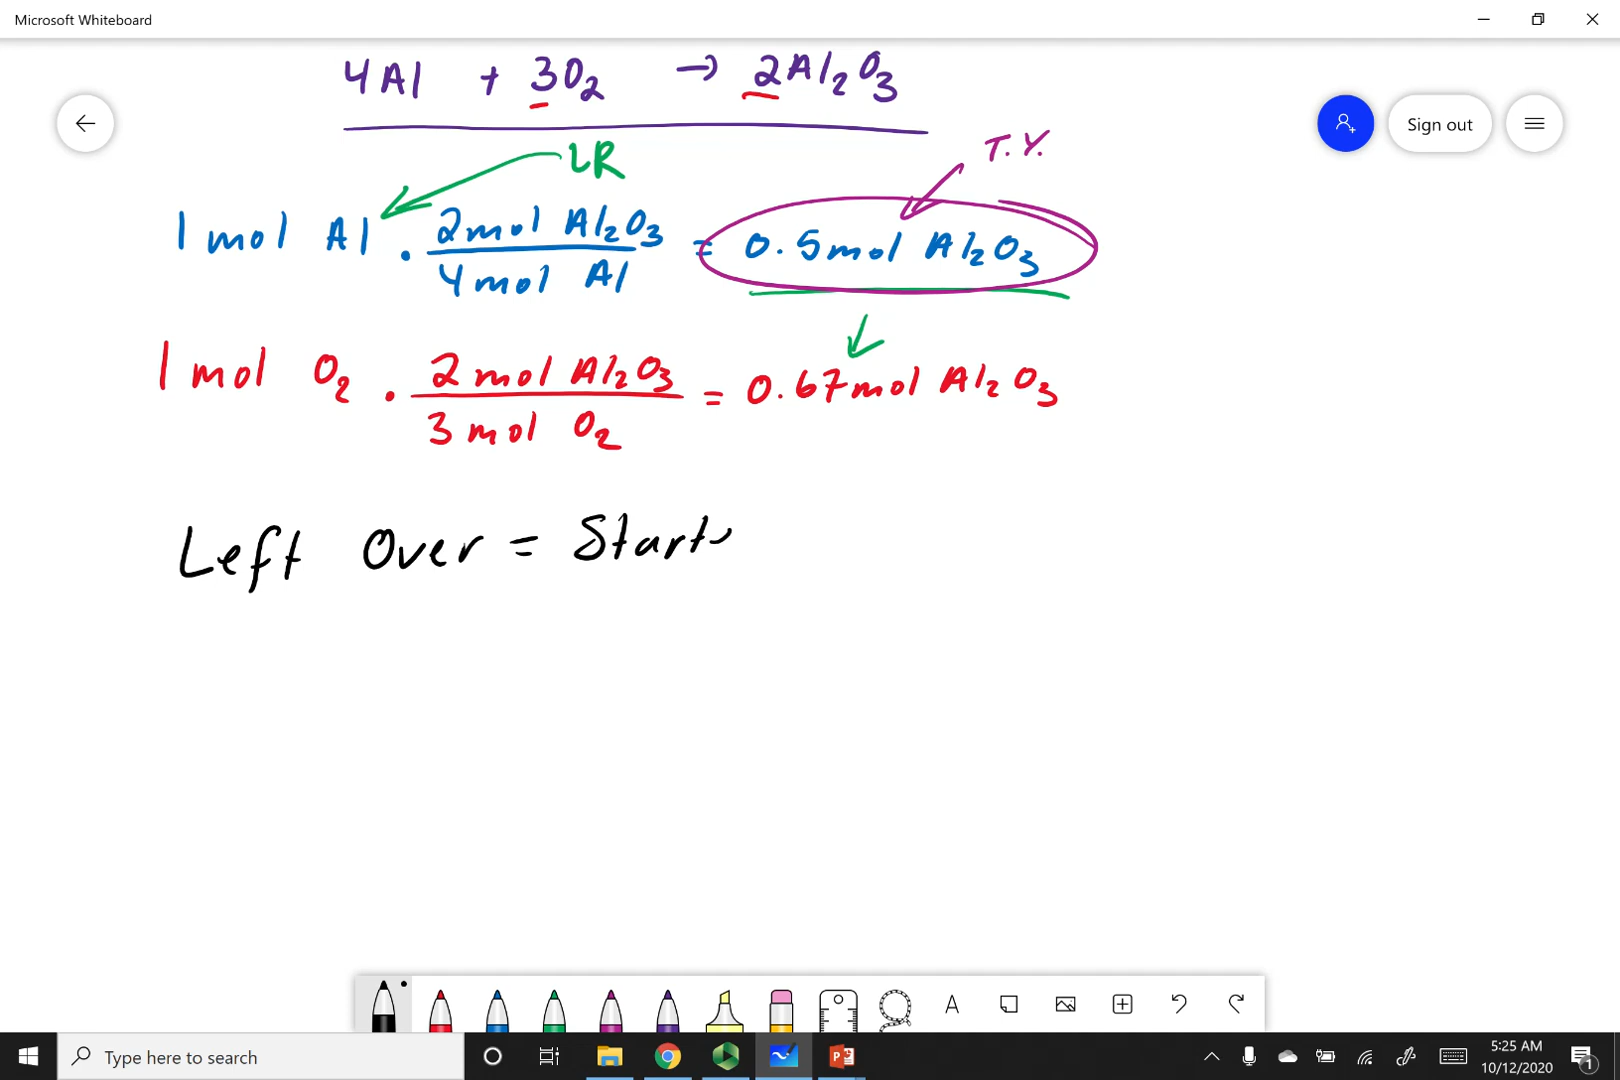 Microsoft Whiteboard
4Al + 3O₂ → 2Al₂O₃
Sign out
LR
T.Y.
1 mol Al · 2mol Al₂O₃ / 4mol Al = 0.5mol Al₂O₃
1 mol O₂ · 2 mol Al₂O₃ / 3 mol O₂ = 0.67mol Al₂O₃
Left Over = Start
A
Type here to search
5:25 AM
10/12/2020
1